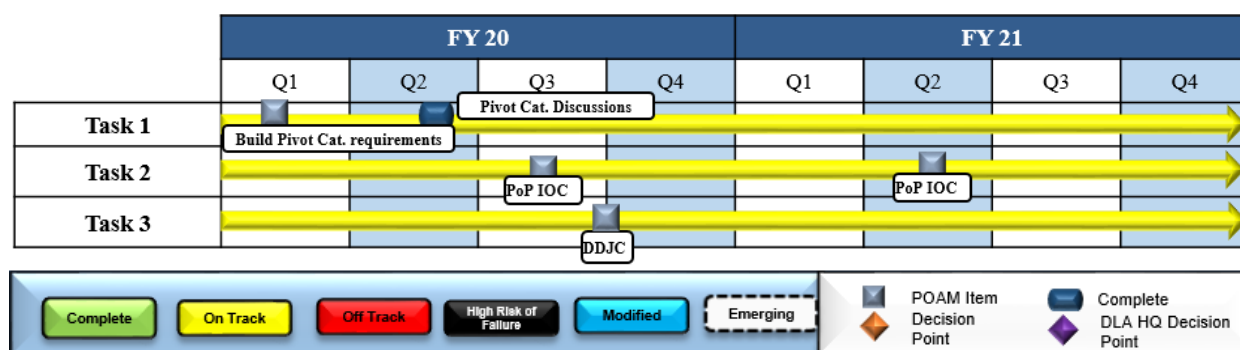 FY 20 FY 21
Q1 Q2 Q3 Q4 Q1 Q2 Q3 Q4
Pivot Cat. Discussions
Task 1
Build Pivot Cat. requirements
Task 2
PoP IOC PoP IOC
Task 3
DDJC
Complete On Track Off Track High Risk of Modified Emerging
Failure
POAM Item Complete
Decision DLA HQ Decision
Point Point